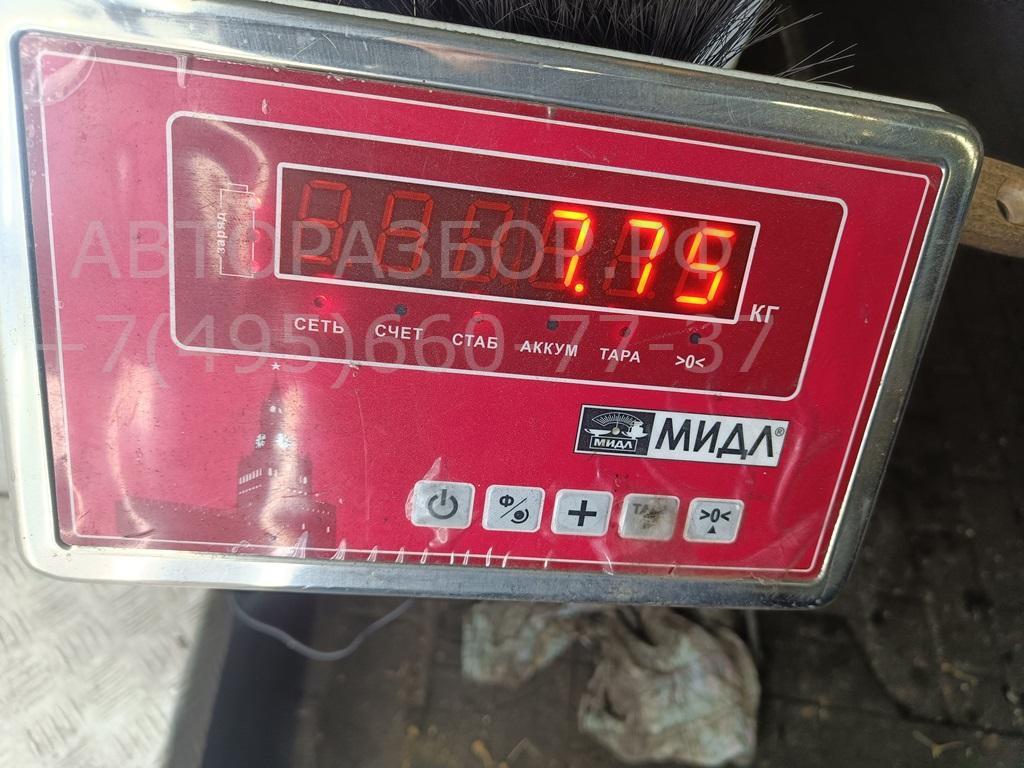 заряд
7.75
КГ
АВТОРАЗБОР.РФ
+7(495)660-77-37
СЕТЬ СЧЕТ СТАБ АККУМ ТАРА >0<
МИДЛ МИДЛ®
Ф + >0<